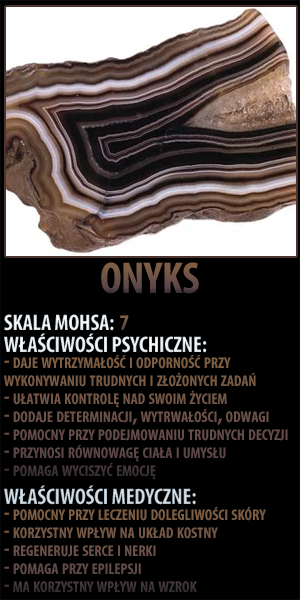 ONYKS
SKALA MOHSA: 7
WŁAŚCIWOŚCI PSYCHICZNE:
- DAJE WYTRZYMAŁOŚĆ I ODPORNOŚĆ PRZY
WYKONYWANIU TRUDNYCH I ZŁOŻONYCH ZADAŃ
- UŁATWIA KONTROLĘ NAD SWOIM ŻYCIEM
- DODAJE DETERMINACJI, WYTRWAŁOŚCI, ODWAGI
- POMOCNY PRZY PODEJMOWANIU TRUDNYCH DECYZJI
- PRZYNOSI RÓWNOWAGĘ CIAŁA I UMYSŁU
- POMAGA WYCISZYĆ EMOCJĘ
WŁAŚCIWOŚCI MEDYCZNE:
- POMOCNY PRZY LECZENIU DOLEGLIWOŚCI SKÓRY
- KORZYSTNY WPŁYW NA UKŁAD KOSTNY
- REGENERUJE SERCE I NERKI
- POMAGA PRZY EPILEPSJI
- MA KORZYSTNY WPŁYW NA WZROK